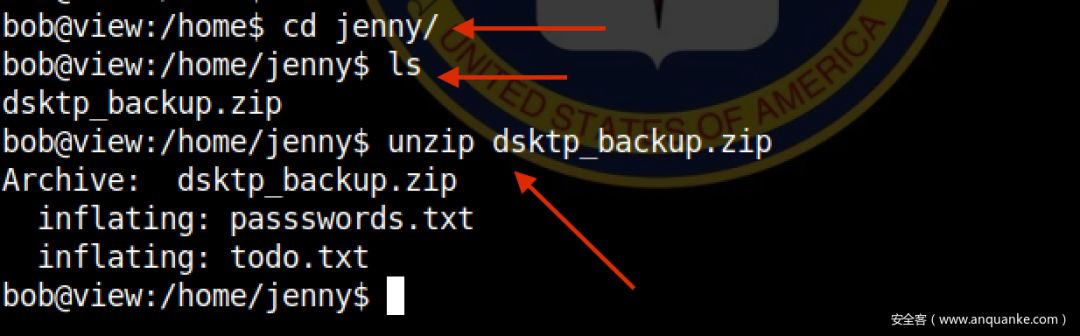 bob@view:/home$ cd jenny/
bob@view:/home/jenny$ ls
dsktp_backup.zip
bob@view:/home/jenny$ unzip dsktp_backup.zip
Archive:  dsktp_backup.zip
  inflating: passswords.txt
  inflating: todo.txt
bob@view:/home/jenny$
UNITED STATES OF AMERICA
安全客（www.anquanke.com）